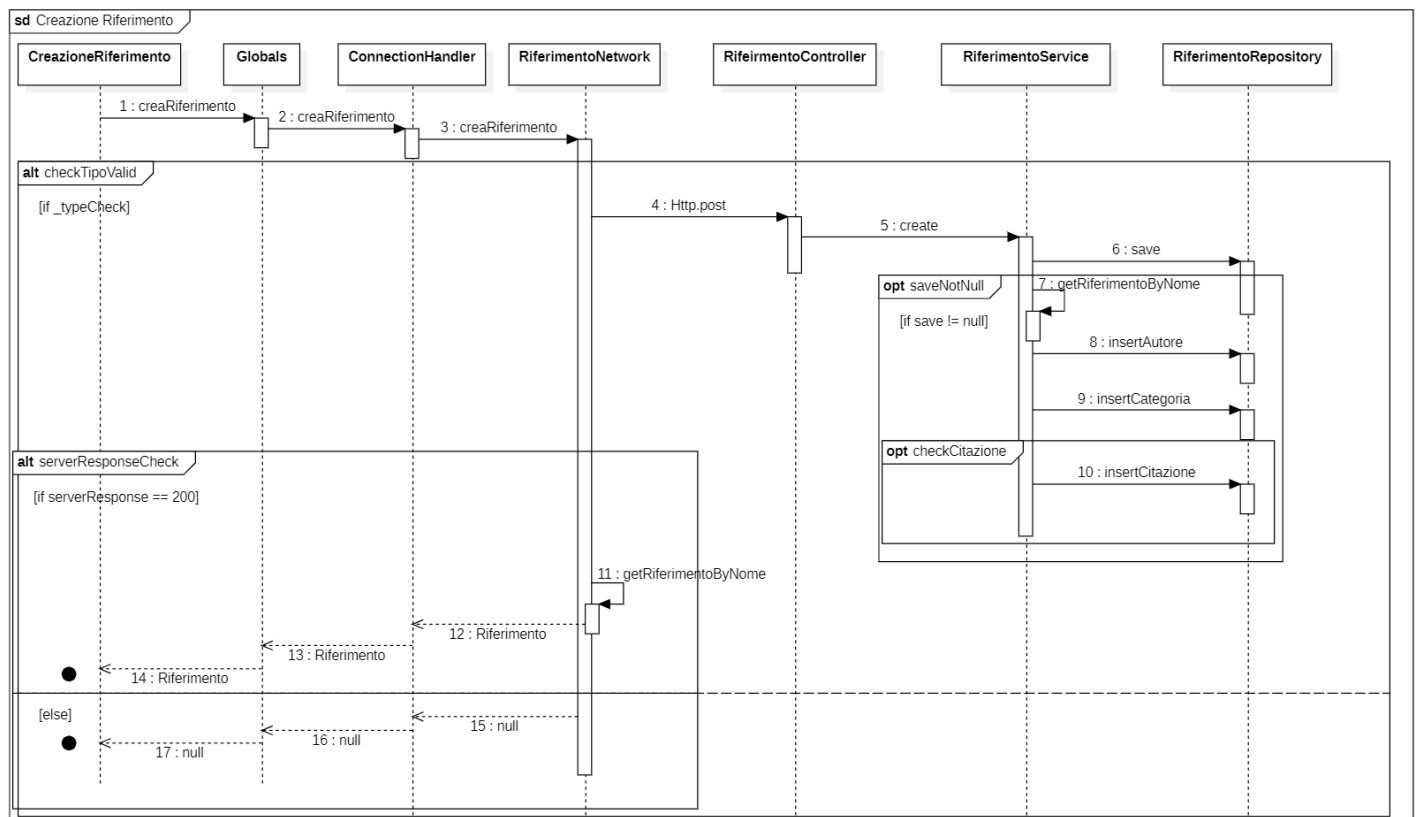 sd Creazione Riferimento
CreazioneRiferimento
Globals
ConnectionHandler
RiferimentoNetwork
RifeirmentoController
RiferimentoService
RiferimentoRepository
1 : creaRiferimento
2 : creaRiferimento
3 : creaRiferimento
alt checkTipoValid
[if _typeCheck]
4 : Http.post
5 : create
6 : save
opt saveNotNull
7 : getRiferimentoByNome
[if save != null]
8 : insertAutore
9 : insertCategoria
opt checkCitazione
10 : insertCitazione
alt serverResponseCheck
[if serverResponse == 200]
11 : getRiferimentoByNome
12 : Riferimento
13 : Riferimento
14 : Riferimento
[else]
15 : null
16 : null
17 : null